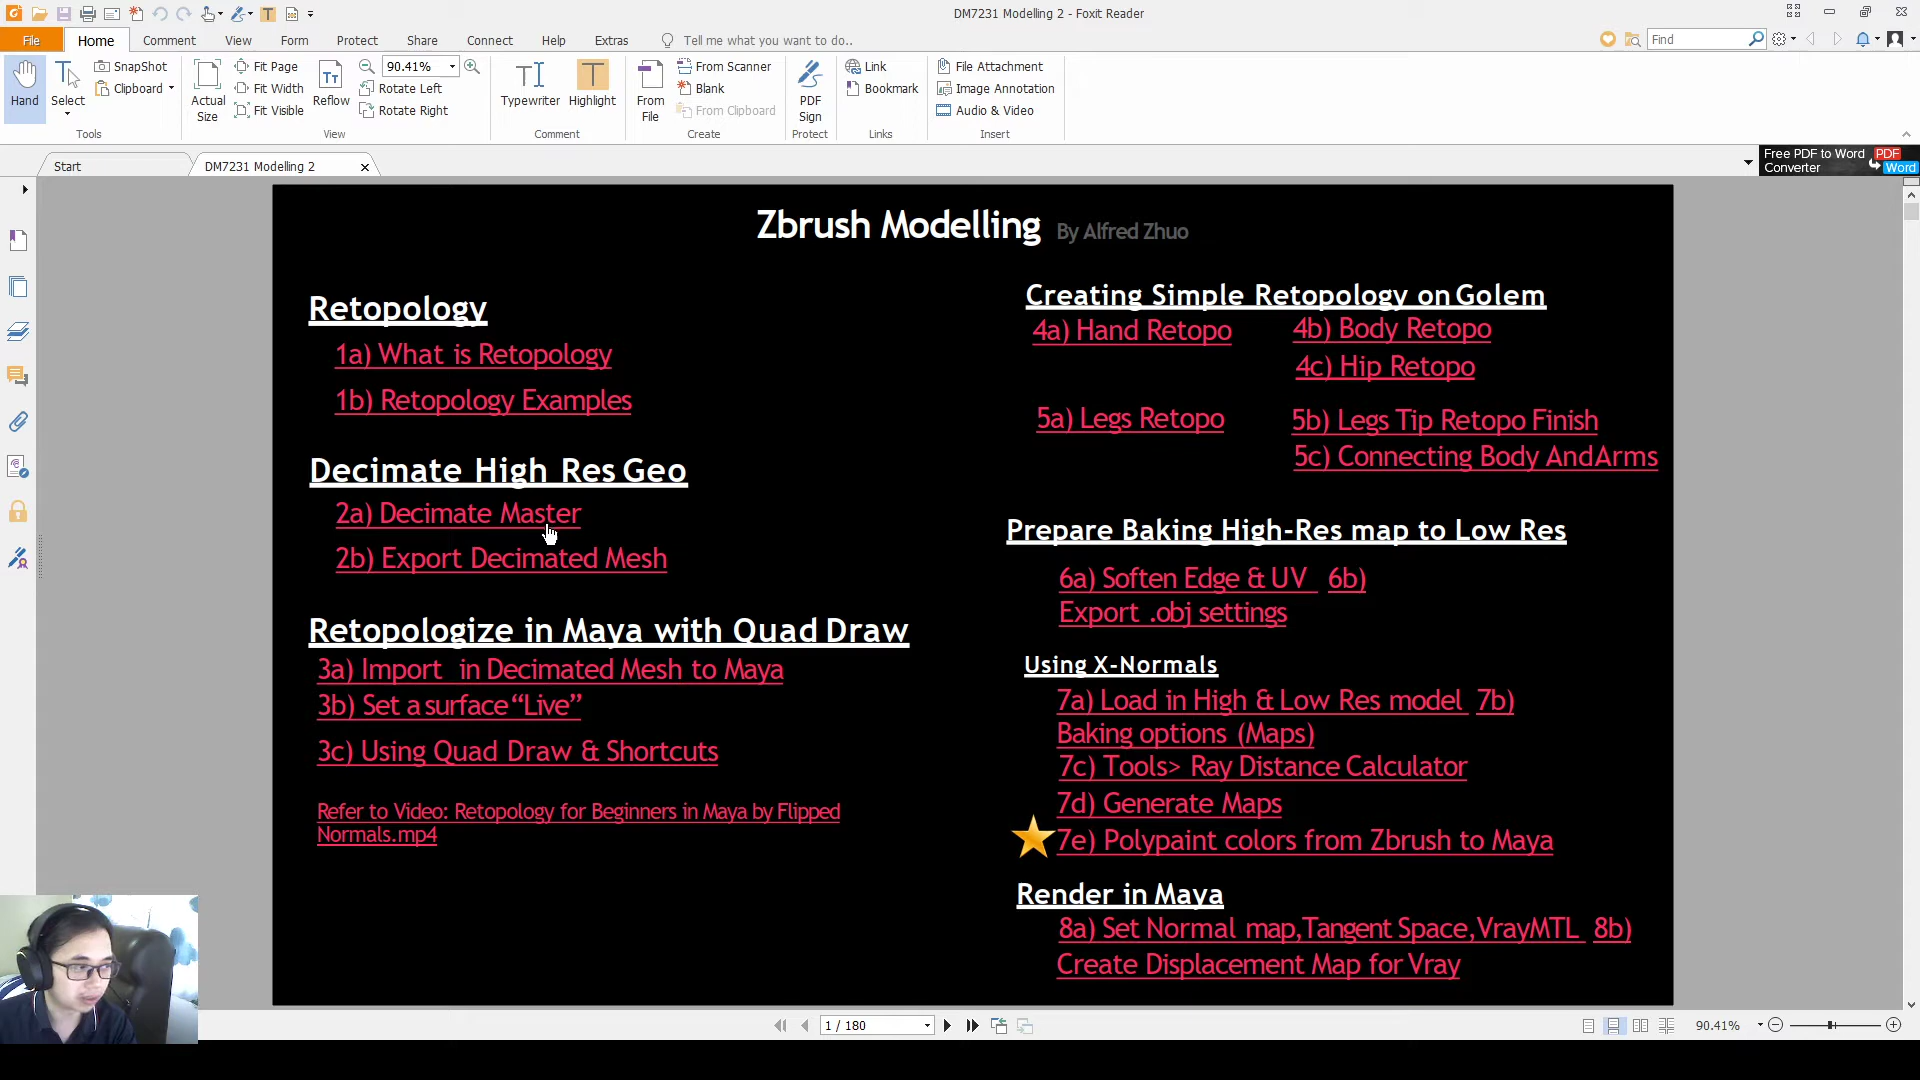 DM7231 Modelling 2 - Foxit Reader
File
Home
Comment
View
Form
Protect
Share
Connect
Help
Extras
Tell me what you want to do..
Find
Hand
Select
SnapShot
Clipboard
Tools
Actual Size
Fit Page
Fit Width
Fit Visible
Reflow
90.41%
Rotate Left
Rotate Right
View
Typewriter
Highlight
Comment
From File
From Scanner
Blank
From Clipboard
Create
PDF Sign
Protect
Link
Bookmark
Links
File Attachment
Image Annotation
Audio & Video
Insert
Start
DM7231 Modelling 2
Free PDF to Word
Converter
PDF
Word
Zbrush Modelling By Alfred Zhuo
Retopology
1a) What is Retopology
1b) Retopology Examples
Decimate High Res Geo
2a) Decimate Master
2b) Export Decimated Mesh
Retopologize in Maya with Quad Draw
3a) Import in Decimated Mesh to Maya
3b) Set a surface “Live”
3c) Using Quad Draw & Shortcuts
Refer to Video: Retopology for Beginners in Maya by Flipped
Normals.mp4
Creating Simple Retopology on Golem
4a) Hand Retopo
4b) Body Retopo
4c) Hip Retopo
5a) Legs Retopo
5b) Legs Tip Retopo Finish
5c) Connecting Body And Arms
Prepare Baking High-Res map to Low Res
6a) Soften Edge & UV 6b)
Export .obj settings
Using X-Normals
7a) Load in High & Low Res model 7b)
Baking options (Maps)
7c) Tools> Ray Distance Calculator
7d) Generate Maps
7e) Polypaint colors from Zbrush to Maya
Render in Maya
8a) Set Normal map,Tangent Space,VrayMTL 8b)
Create Displacement Map for Vray
1 / 180
90.41%